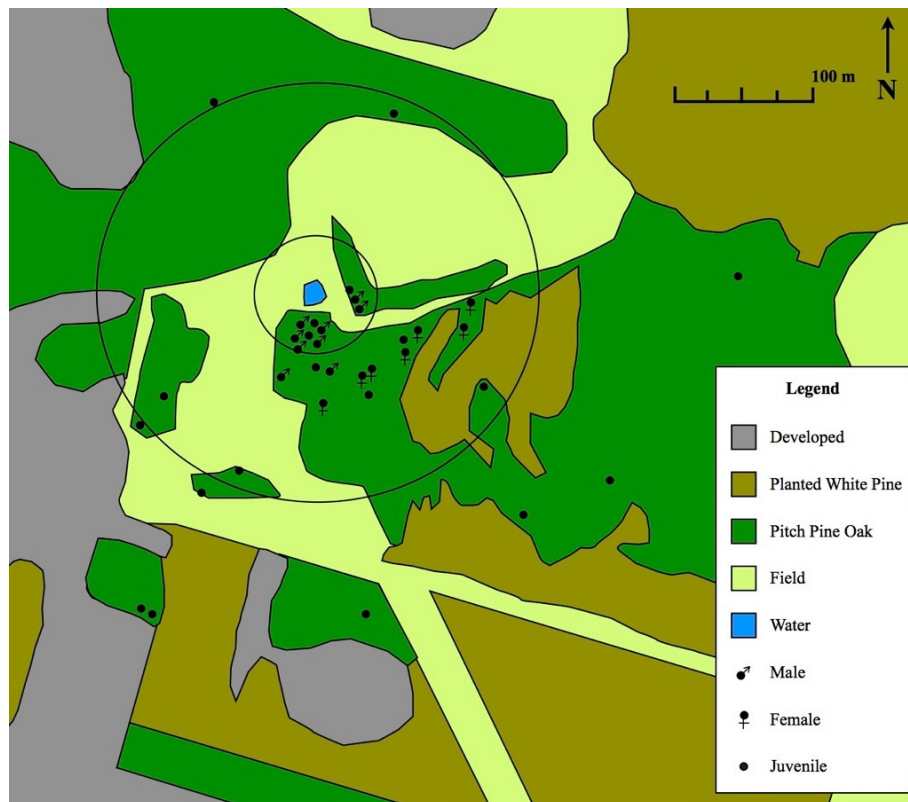 100 m
N
Legend
Developed
Planted White Pine
Pitch Pine Oak
Field
Water
Male
Female
Juvenile